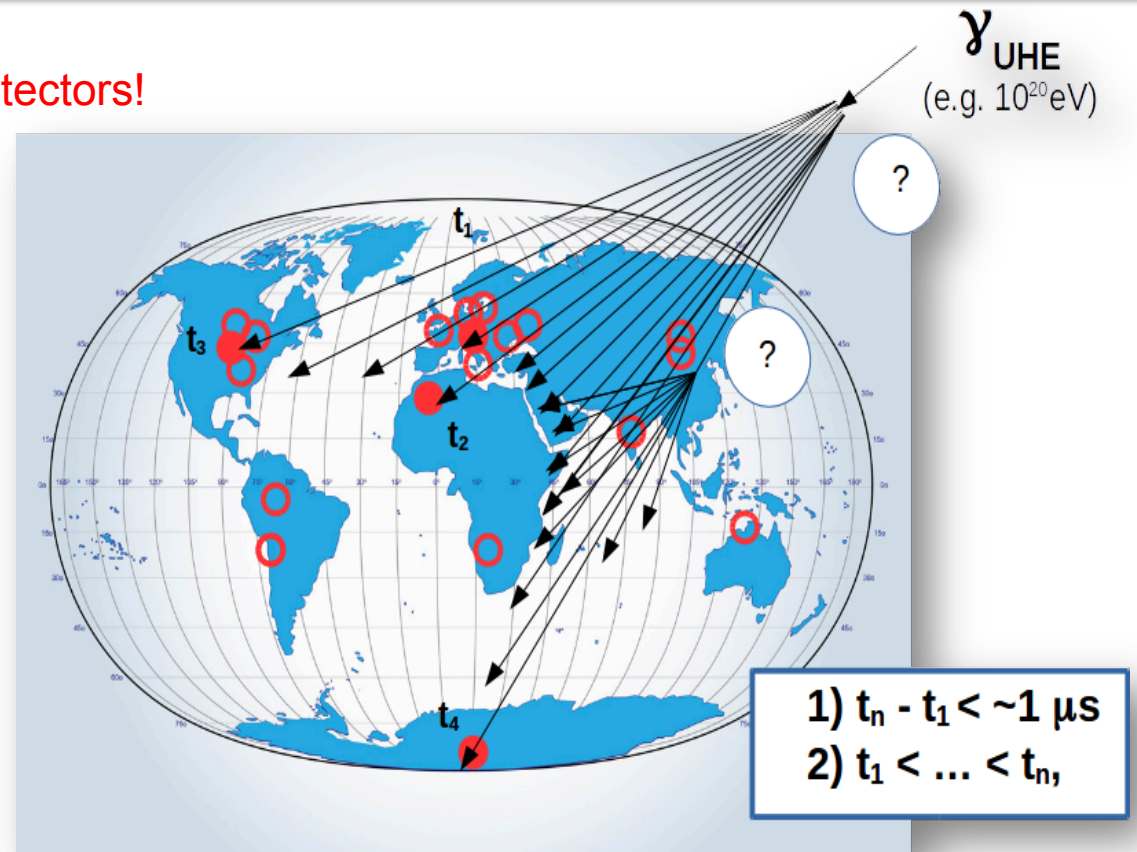 γUHE
(e.g. 10²⁰eV)
tectors!
?
t₁
t₃
?
t₂
t₄
1) tₙ - t₁ < ~1 μs
2) t₁ < ... < tₙ,